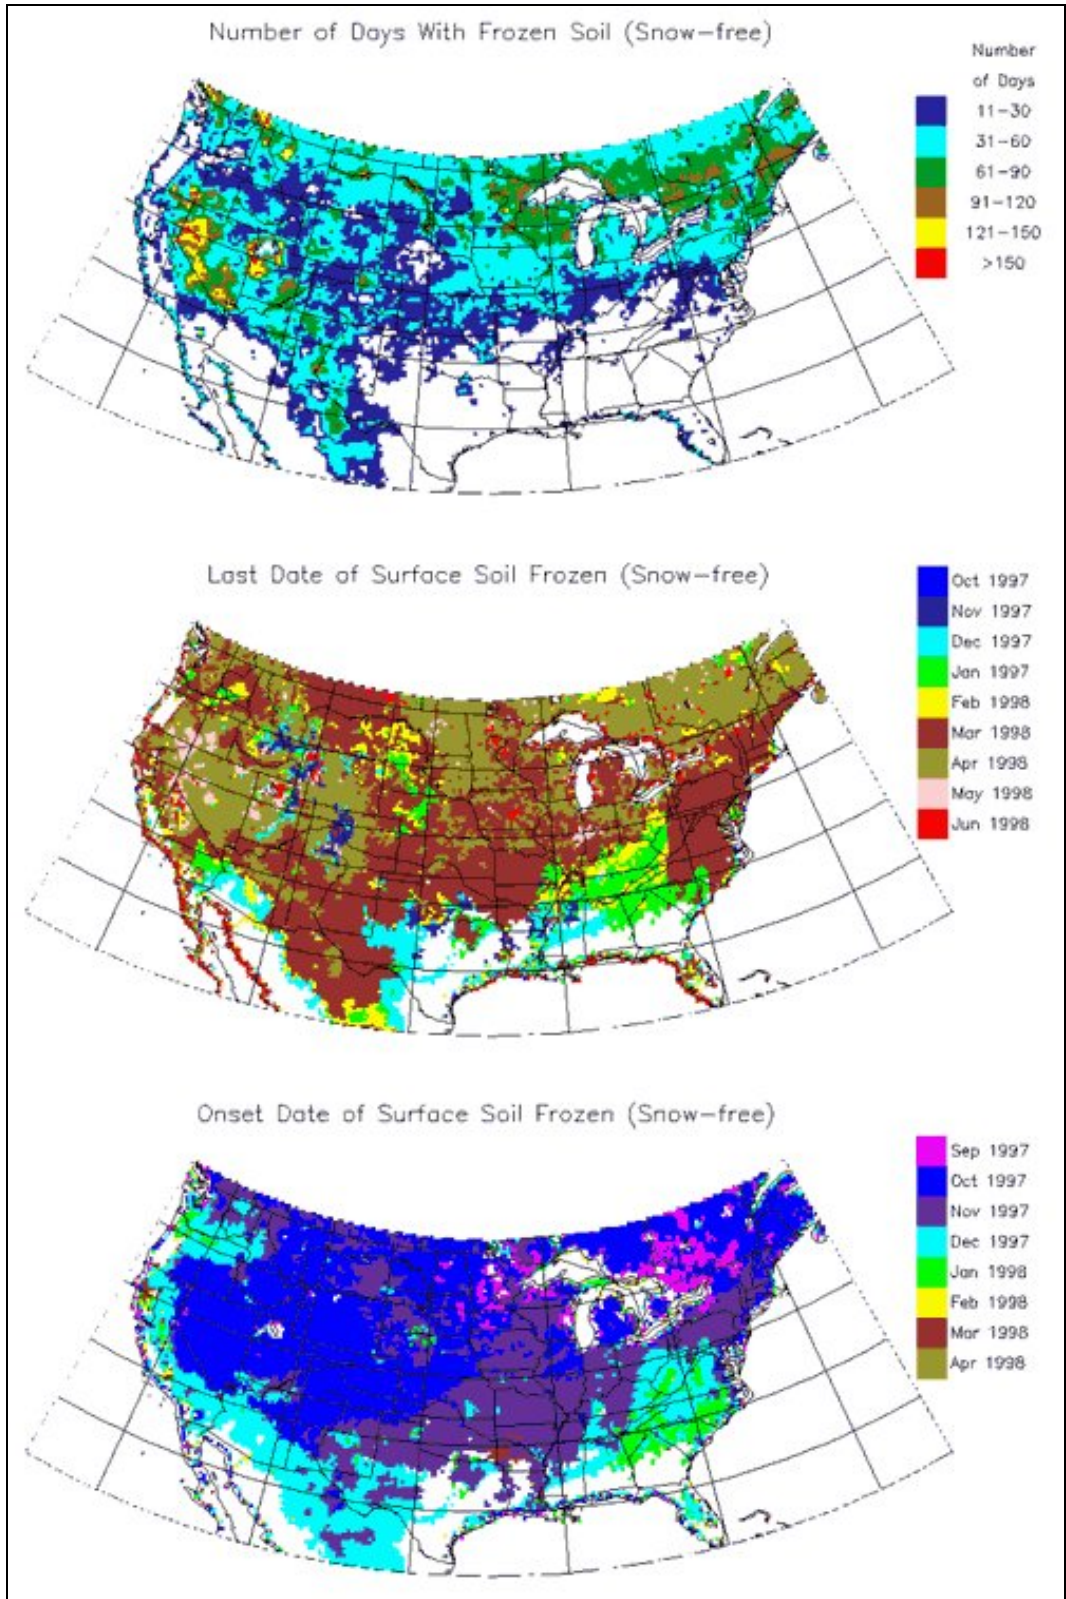 Number of Days With Frozen Soil (Snow-free)
Number
of Days
11-30
31-60
61-90
91-120
121-150
>150
Last Date of Surface Soil Frozen (Snow-free)
Oct 1997
Nov 1997
Dec 1997
Jan 1997
Feb 1998
Mar 1998
Apr 1998
May 1998
Jun 1998
Onset Date of Surface Soil Frozen (Snow-free)
Sep 1997
Oct 1997
Nov 1997
Dec 1997
Jan 1998
Feb 1998
Mar 1998
Apr 1998